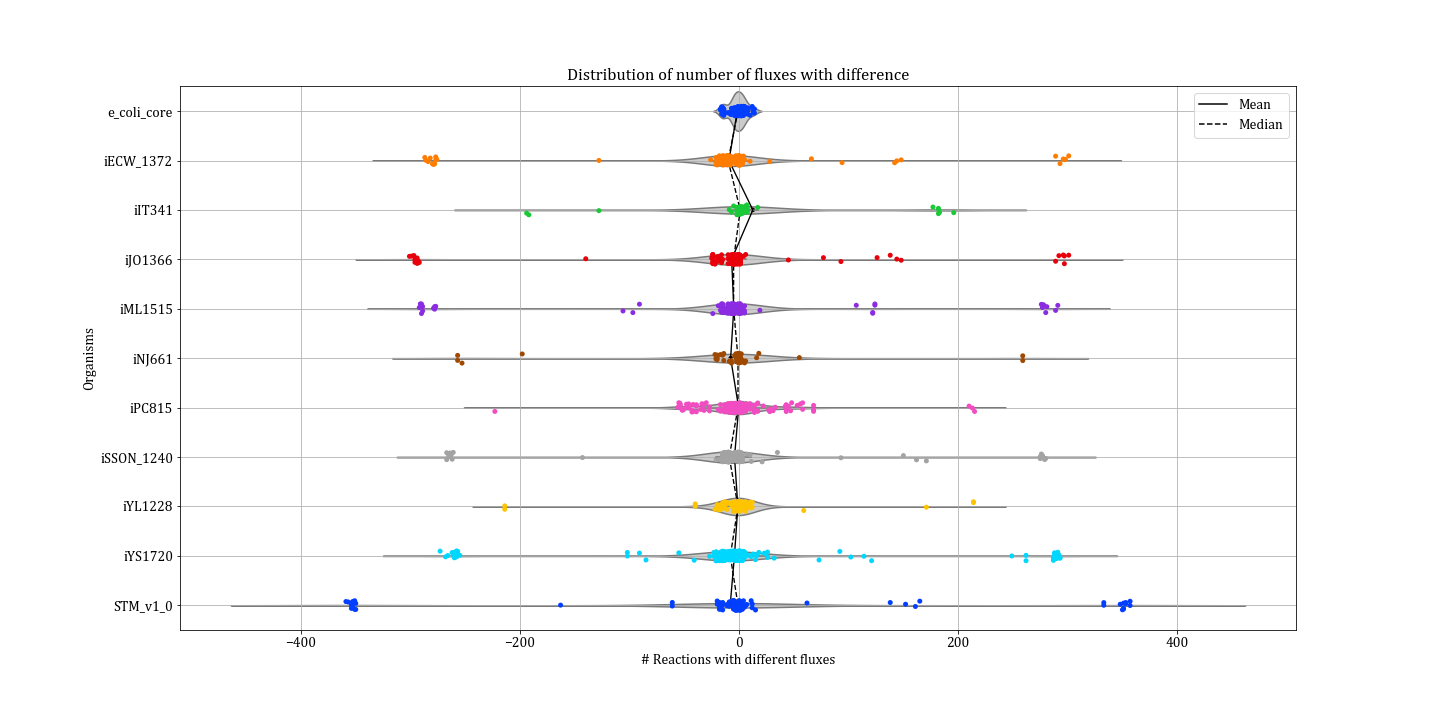 Distribution of number of fluxes with difference
Mean
Median
Organisms
e_coli_core
iECW_1372
iIT341
iJO1366
iML1515
iNJ661
iPC815
iSSON_1240
iYL1228
iYS1720
STM_v1_0
−400 −200 0 200 400
# Reactions with different fluxes